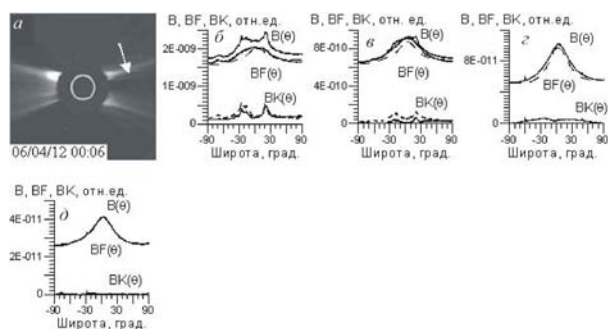 а
06/04/12 00:06
B, BF, BK, отн.ед.
б
B(θ)
2E-009
BF(θ)
1E-009
BK(θ)
0
-90 -30 30 90
Широта, град.
B, BF, BK, отн.ед.
в
B(θ)
8E-010
BF(θ)
4E-010
BK(θ)
0E+000
-90 -30 30 90
Широта, град.
B, BF, BK, отн.ед.
г
B(θ)
8E-011
BF(θ)
BK(θ)
0
-90 -30 30 90
Широта, град.
B, BF, BK, отн.ед.
д
B(θ)
4E-011
BF(θ)
2E-011
BK(θ)
0
-90 -30 30 90
Широта, град.